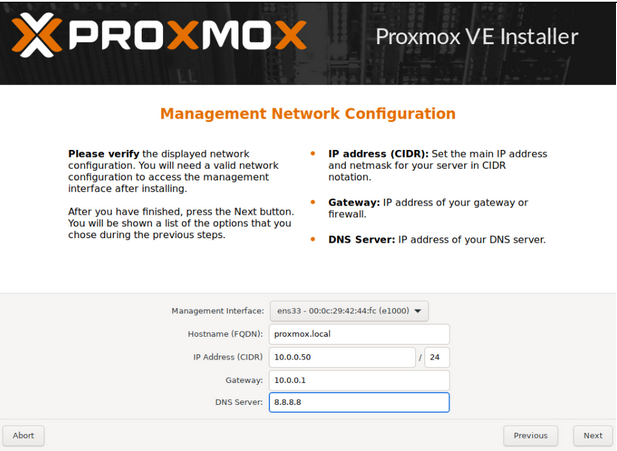 PROXMOX Proxmox VE Installer
Management Network Configuration
Please verify the displayed network
configuration. You will need a valid network
configuration to access the management
interface after installing.
After you have finished, press the Next button.
You will be shown a list of the options that you
chose during the previous steps.
• IP address (CIDR): Set the main IP address
and netmask for your server in CIDR
notation.
• Gateway: IP address of your gateway or
firewall.
• DNS Server: IP address of your DNS server.
Management Interface: ens33 - 00:0c:29:42:44:fc (e1000)
Hostname (FQDN): proxmox.local
IP Address (CIDR) 10.0.0.50 / 24
Gateway: 10.0.0.1
DNS Server: 8.8.8.8
Abort Previous Next